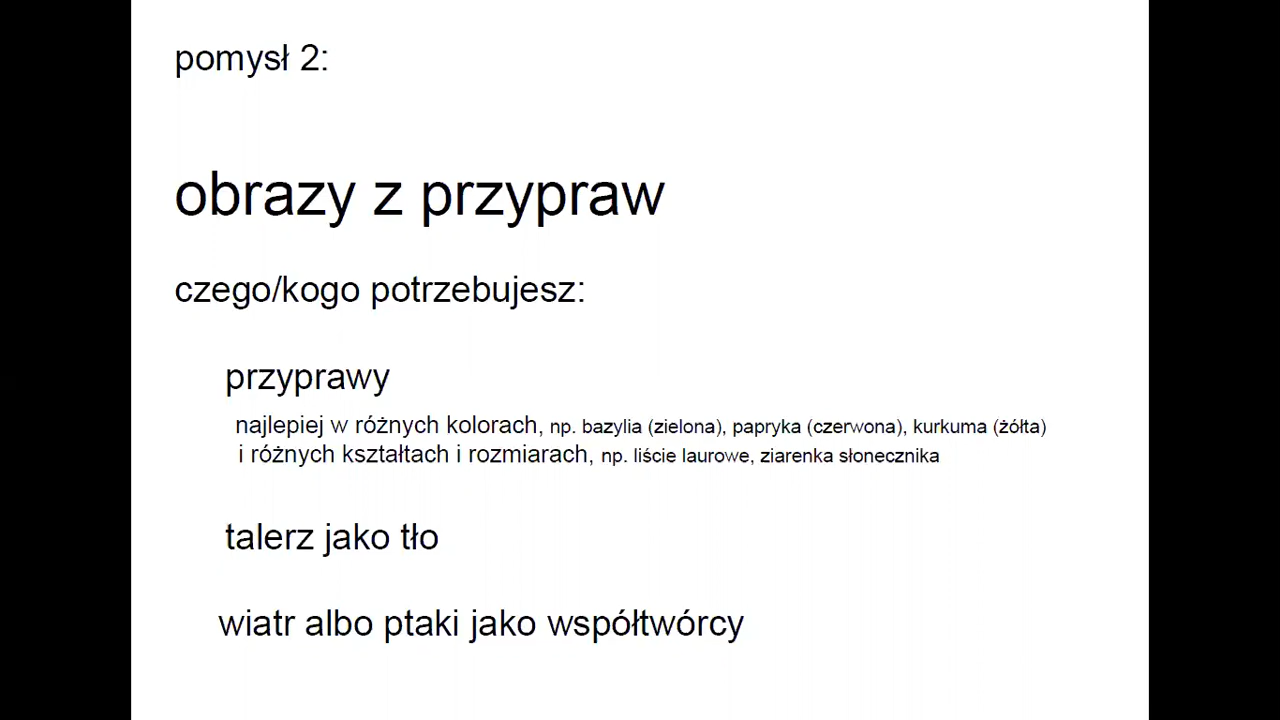 pomysł 2:
obrazy z przypraw
czego/kogo potrzebujesz:
przyprawy
najlepiej w różnych kolorach, np. bazylia (zielona), papryka (czerwona), kurkuma (żółta)
i różnych kształtach i rozmiarach, np. liście laurowe, ziarenka słonecznika
talerz jako tło
wiatr albo ptaki jako współtwórcy